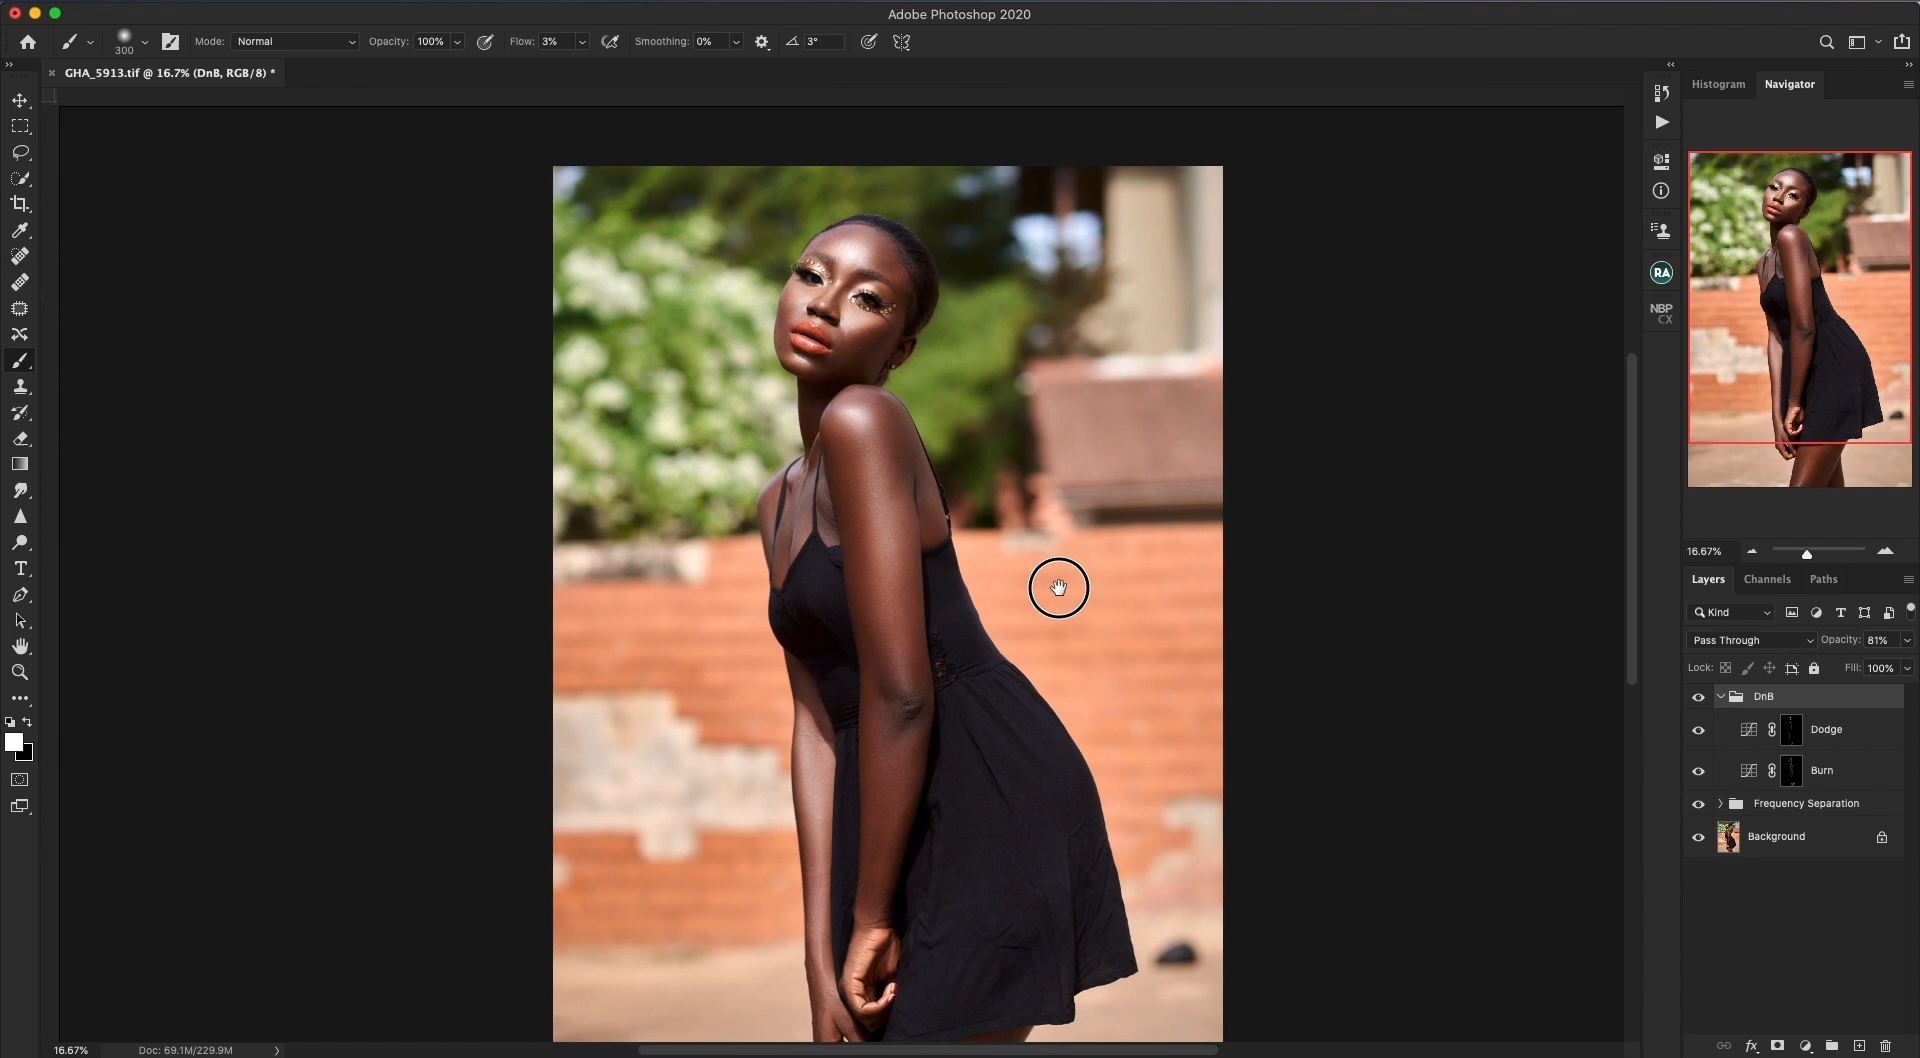 Adobe Photoshop 2020
300 Mode: Normal Opacity: 100% Flow: 3% Smoothing: 0% 3°
GHA_5913.tif @ 16.7% (DnB, RGB/8) *
Histogram Navigator
RA
NBP
CX
16.67%
Layers Channels Paths
Kind
Pass Through Opacity: 81%
Lock: Fill: 100%
DnB
Dodge
Burn
Frequency Separation
Background
16.67% Doc: 69.1M/229.9M
fx